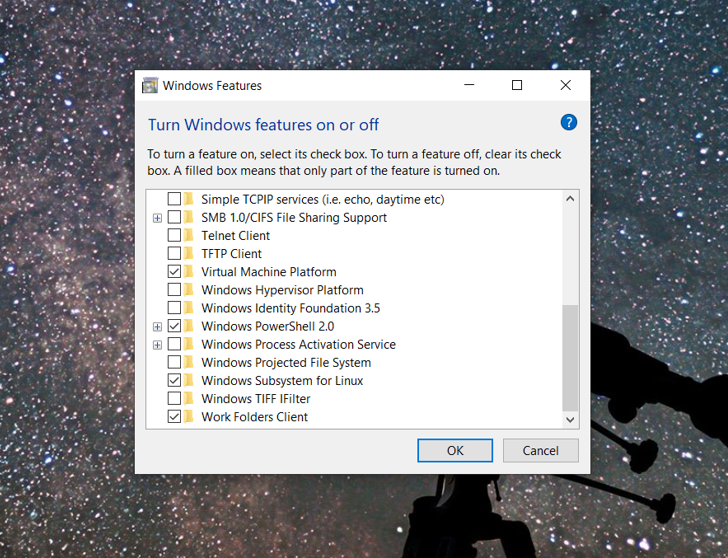 Windows Features
Turn Windows features on or off
?
To turn a feature on, select its check box. To turn a feature off, clear its check
box. A filled box means that only part of the feature is turned on.
Simple TCPIP services (i.e. echo, daytime etc)
SMB 1.0/CIFS File Sharing Support
Telnet Client
TFTP Client
Virtual Machine Platform
Windows Hypervisor Platform
Windows Identity Foundation 3.5
Windows PowerShell 2.0
Windows Process Activation Service
Windows Projected File System
Windows Subsystem for Linux
Windows TIFF IFilter
Work Folders Client
OK Cancel